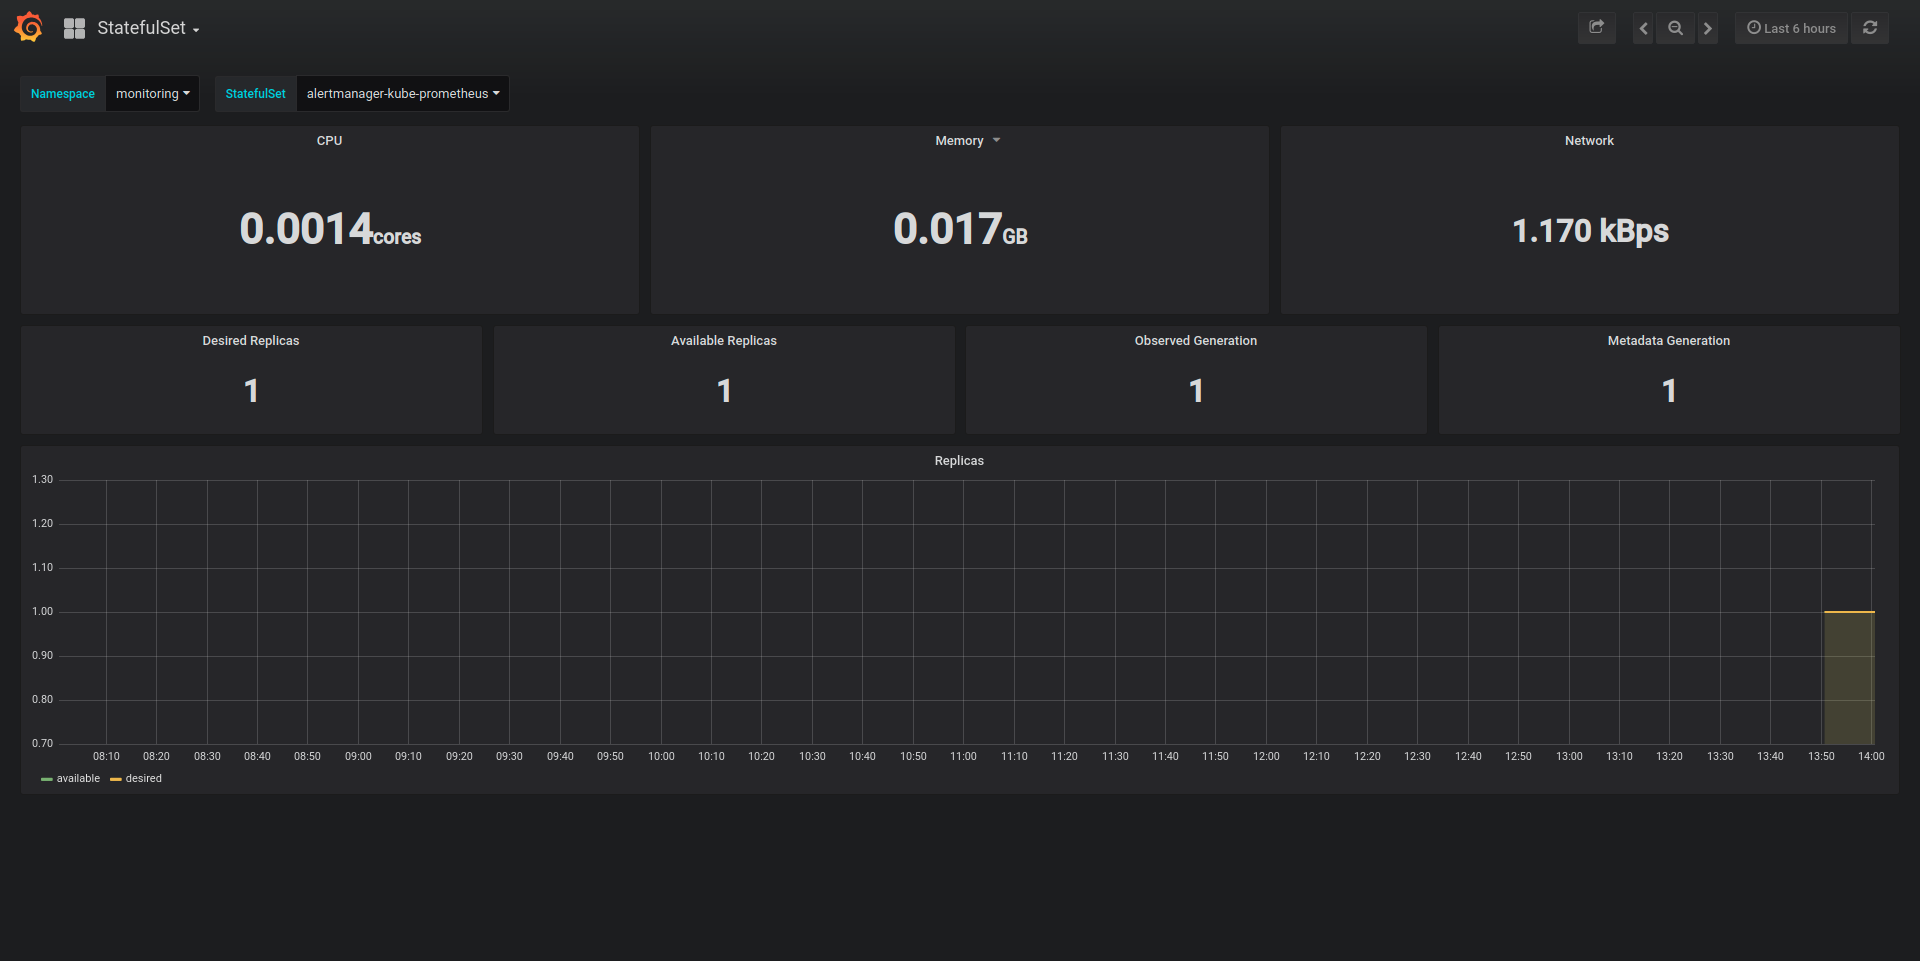 StatefulSet
Last 6 hours
Namespace monitoring StatefulSet alertmanager-kube-prometheus
CPU
0.0014cores
Memory
0.017GB
Network
1.170 kBps
Desired Replicas
1
Available Replicas
1
Observed Generation
1
Metadata Generation
1
Replicas
1.30
1.20
1.10
1.00
0.90
0.80
0.70
08:10 08:20 08:30 08:40 08:50 09:00 09:10 09:20 09:30 09:40 09:50 10:00 10:10 10:20 10:30 10:40 10:50 11:00 11:10 11:20 11:30 11:40 11:50 12:00 12:10 12:20 12:30 12:40 12:50 13:00 13:10 13:20 13:30 13:40 13:50 14:00
available desired